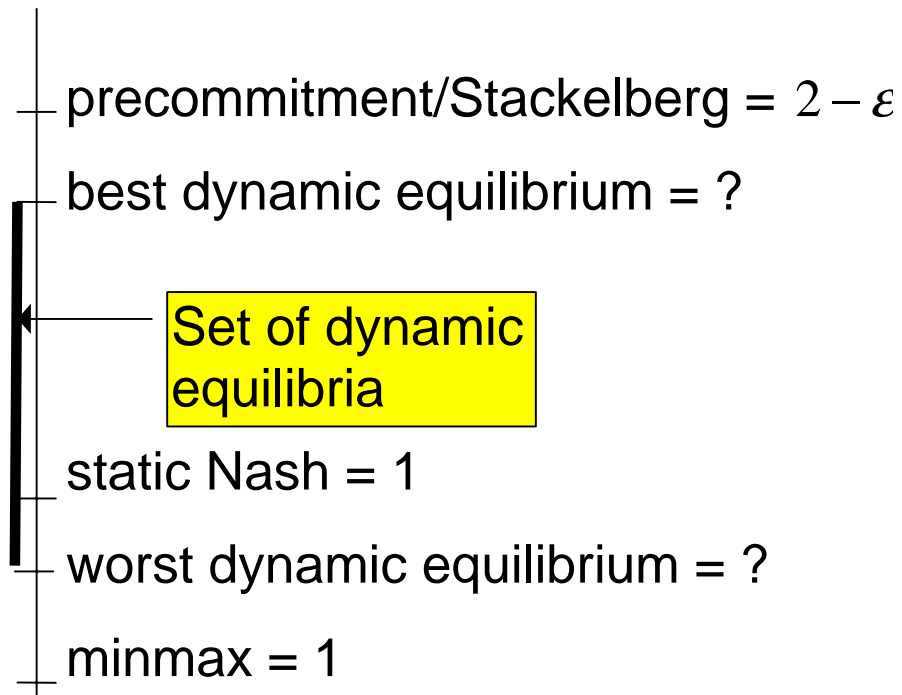 precommitment/Stackelberg = 2 − ε
best dynamic equilibrium = ?
Set of dynamic
equilibria
static Nash = 1
worst dynamic equilibrium = ?
minmax = 1